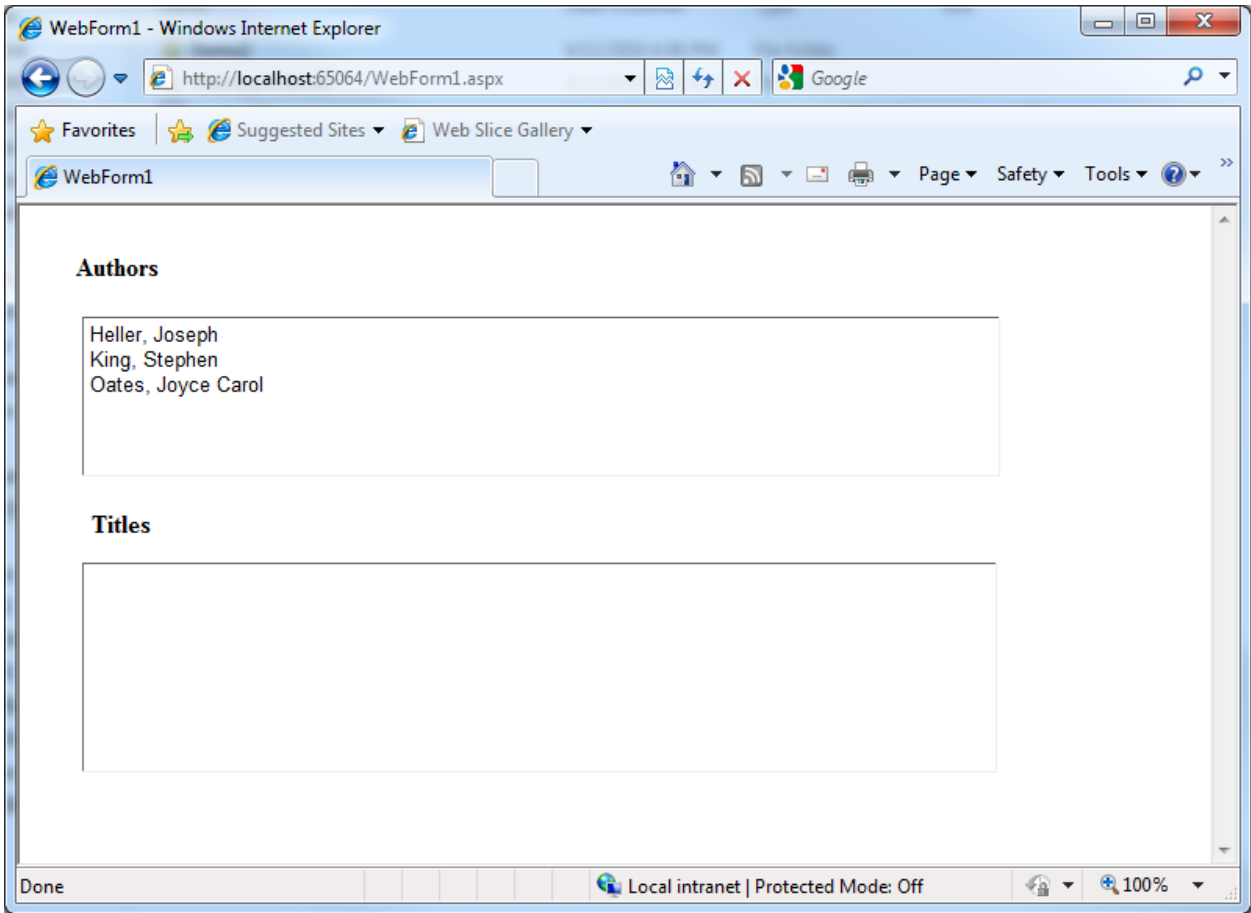 WebForm1 - Windows Internet Explorer
http://localhost:65064/WebForm1.aspx
Google
Favorites
Suggested Sites
Web Slice Gallery
WebForm1
Page
Safety
Tools
»
Authors
Heller, Joseph
King, Stephen
Oates, Joyce Carol
Titles
Done
Local intranet | Protected Mode: Off
100%